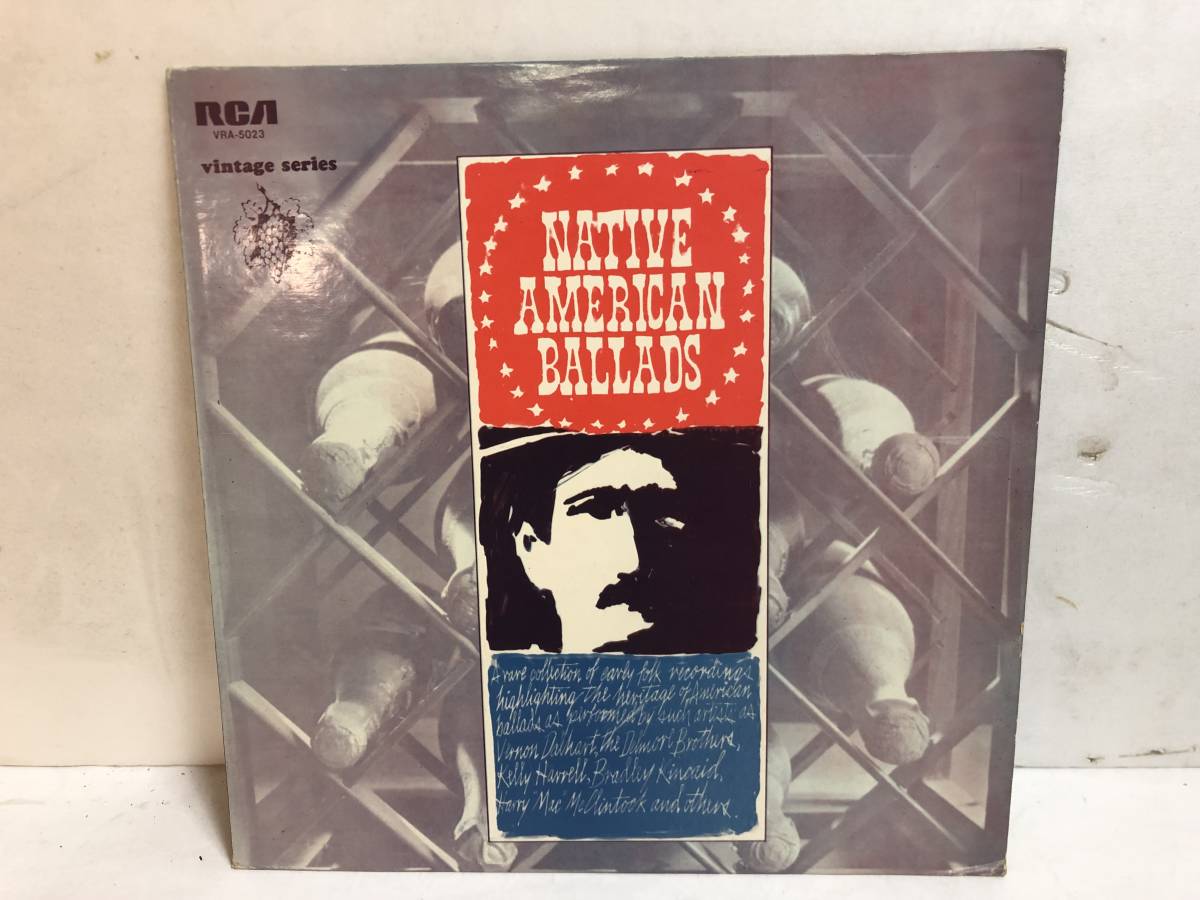 RCA
VRA-5023
vintage series
NATIVE
AMERICAN
BALLADS
A rare collection of early folk recordings
highlighting the heritage of American
ballads as performed by such artists as
Vernon Dalhart, the Delmore Brothers,
Kelly Harrell, Bradley Kincaid,
Harry "Mac" McClintock and others.